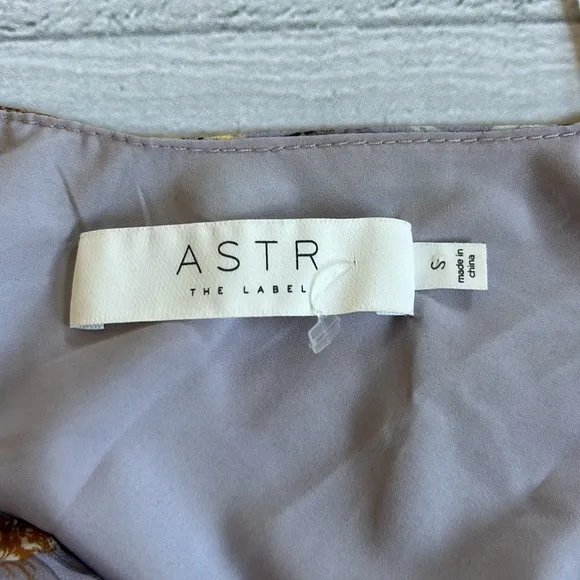 ASTR
THE LABEL
S
made in
china